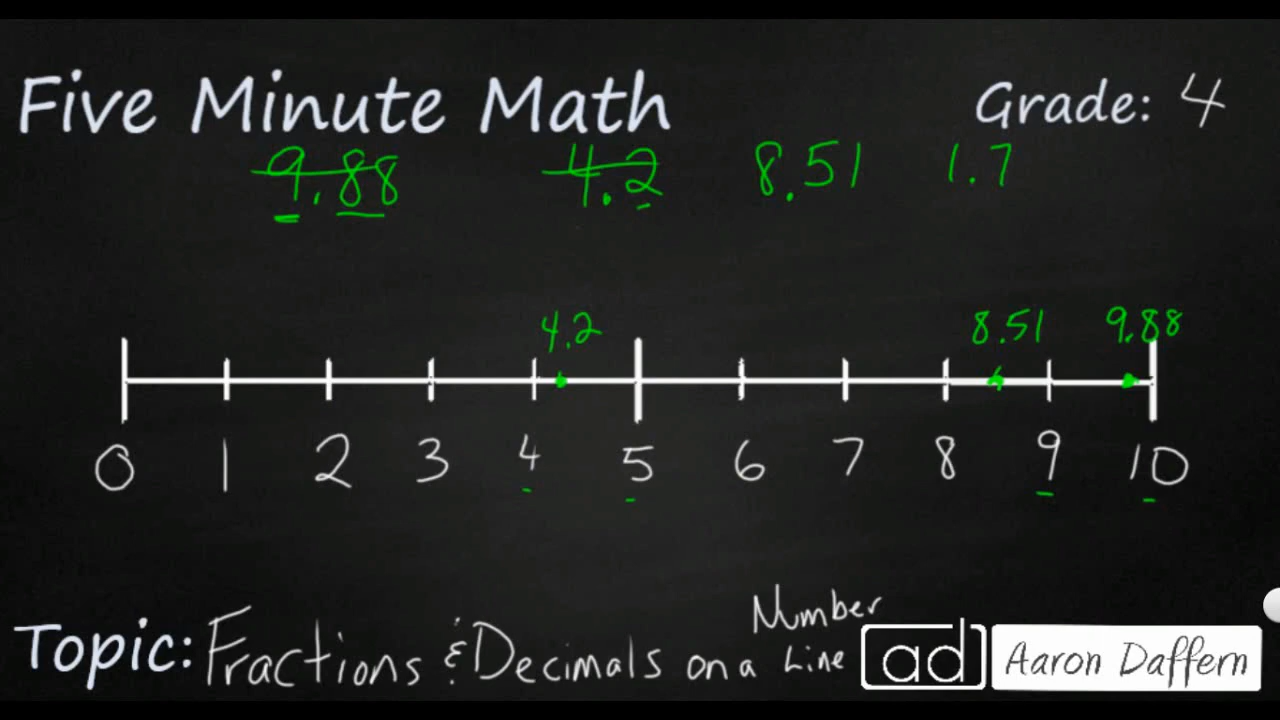 Five Minute Math
Grade: 4
9.88 4.2 8.51 1.7
4.2 8.51 9.88
0 1 2 3 4 5 6 7 8 9 10
Topic: Fractions & Decimals on a Number Line
ad Aaron Daffern